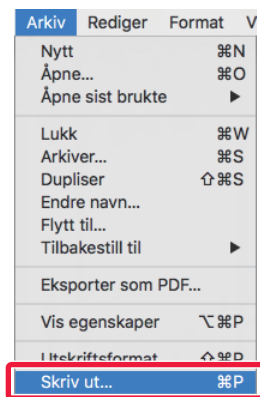 Arkiv Rediger Format V
Nytt ⌘N
Åpne... ⌘O
Åpne sist brukte ▶
Lukk ⌘W
Arkiver... ⌘S
Dupliser ⇧⌘S
Endre navn...
Flytt til...
Tilbakestill til ▶
Eksporter som PDF...
Vis egenskaper ⌥⌘P
Utskriftsformat ⇧⌘P
Skriv ut... ⌘P